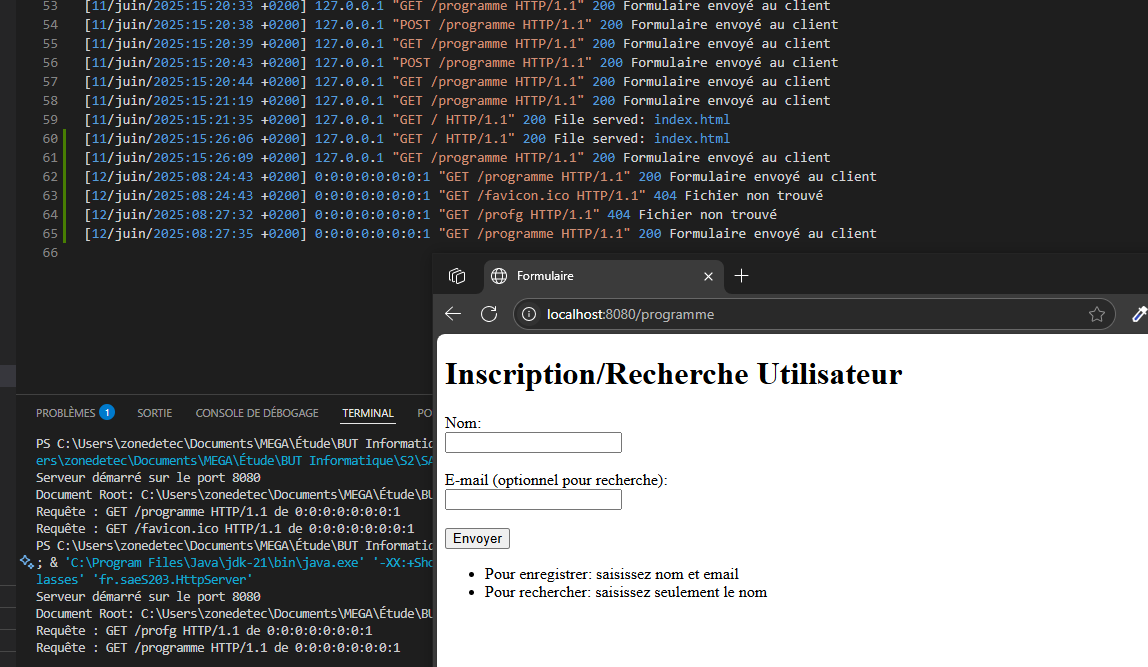 53 [11/juin/2025:15:20:33 +0200] 127.0.0.1 "GET /programme HTTP/1.1" 200 Formulaire envoyé au client
54 [11/juin/2025:15:20:38 +0200] 127.0.0.1 "POST /programme HTTP/1.1" 200 Formulaire envoyé au client
55 [11/juin/2025:15:20:39 +0200] 127.0.0.1 "GET /programme HTTP/1.1" 200 Formulaire envoyé au client
56 [11/juin/2025:15:20:43 +0200] 127.0.0.1 "POST /programme HTTP/1.1" 200 Formulaire envoyé au client
57 [11/juin/2025:15:20:44 +0200] 127.0.0.1 "GET /programme HTTP/1.1" 200 Formulaire envoyé au client
58 [11/juin/2025:15:21:19 +0200] 127.0.0.1 "GET /programme HTTP/1.1" 200 Formulaire envoyé au client
59 [11/juin/2025:15:21:35 +0200] 127.0.0.1 "GET / HTTP/1.1" 200 File served: index.html
60 [11/juin/2025:15:26:06 +0200] 127.0.0.1 "GET / HTTP/1.1" 200 File served: index.html
61 [11/juin/2025:15:26:09 +0200] 127.0.0.1 "GET /programme HTTP/1.1" 200 Formulaire envoyé au client
62 [12/juin/2025:08:24:43 +0200] 0:0:0:0:0:0:0:1 "GET /programme HTTP/1.1" 200 Formulaire envoyé au client
63 [12/juin/2025:08:24:43 +0200] 0:0:0:0:0:0:0:1 "GET /favicon.ico HTTP/1.1" 404 Fichier non trouvé
64 [12/juin/2025:08:27:32 +0200] 0:0:0:0:0:0:0:1 "GET /profg HTTP/1.1" 404 Fichier non trouvé
65 [12/juin/2025:08:27:35 +0200] 0:0:0:0:0:0:0:1 "GET /programme HTTP/1.1" 200 Formulaire envoyé au client
66
PROBLÈMES 1 SORTIE CONSOLE DE DÉBOGAGE TERMINAL PO
PS C:\Users\zonedetec\Documents\MEGA\Étude\BUT Informatic
ers\zonedetec\Documents\MEGA\Étude\BUT Informatique\S2\SA
Serveur démarré sur le port 8080
Document Root: C:\Users\zonedetec\Documents\MEGA\Étude\BU
Requête : GET /programme HTTP/1.1 de 0:0:0:0:0:0:0:1
Requête : GET /favicon.ico HTTP/1.1 de 0:0:0:0:0:0:0:1
PS C:\Users\zonedetec\Documents\MEGA\Étude\BUT Informatic
; & 'C:\Program Files\Java\jdk-21\bin\java.exe' '-XX:+Sho
lasses' 'fr.saeS203.HttpServer'
Serveur démarré sur le port 8080
Document Root: C:\Users\zonedetec\Documents\MEGA\Étude\BU
Requête : GET /profg HTTP/1.1 de 0:0:0:0:0:0:0:1
Requête : GET /programme HTTP/1.1 de 0:0:0:0:0:0:0:1
Formulaire
localhost:8080/programme
Inscription/Recherche Utilisateur
Nom:
E-mail (optionnel pour recherche):
Envoyer
• Pour enregistrer: saisissez nom et email
• Pour rechercher: saisissez seulement le nom